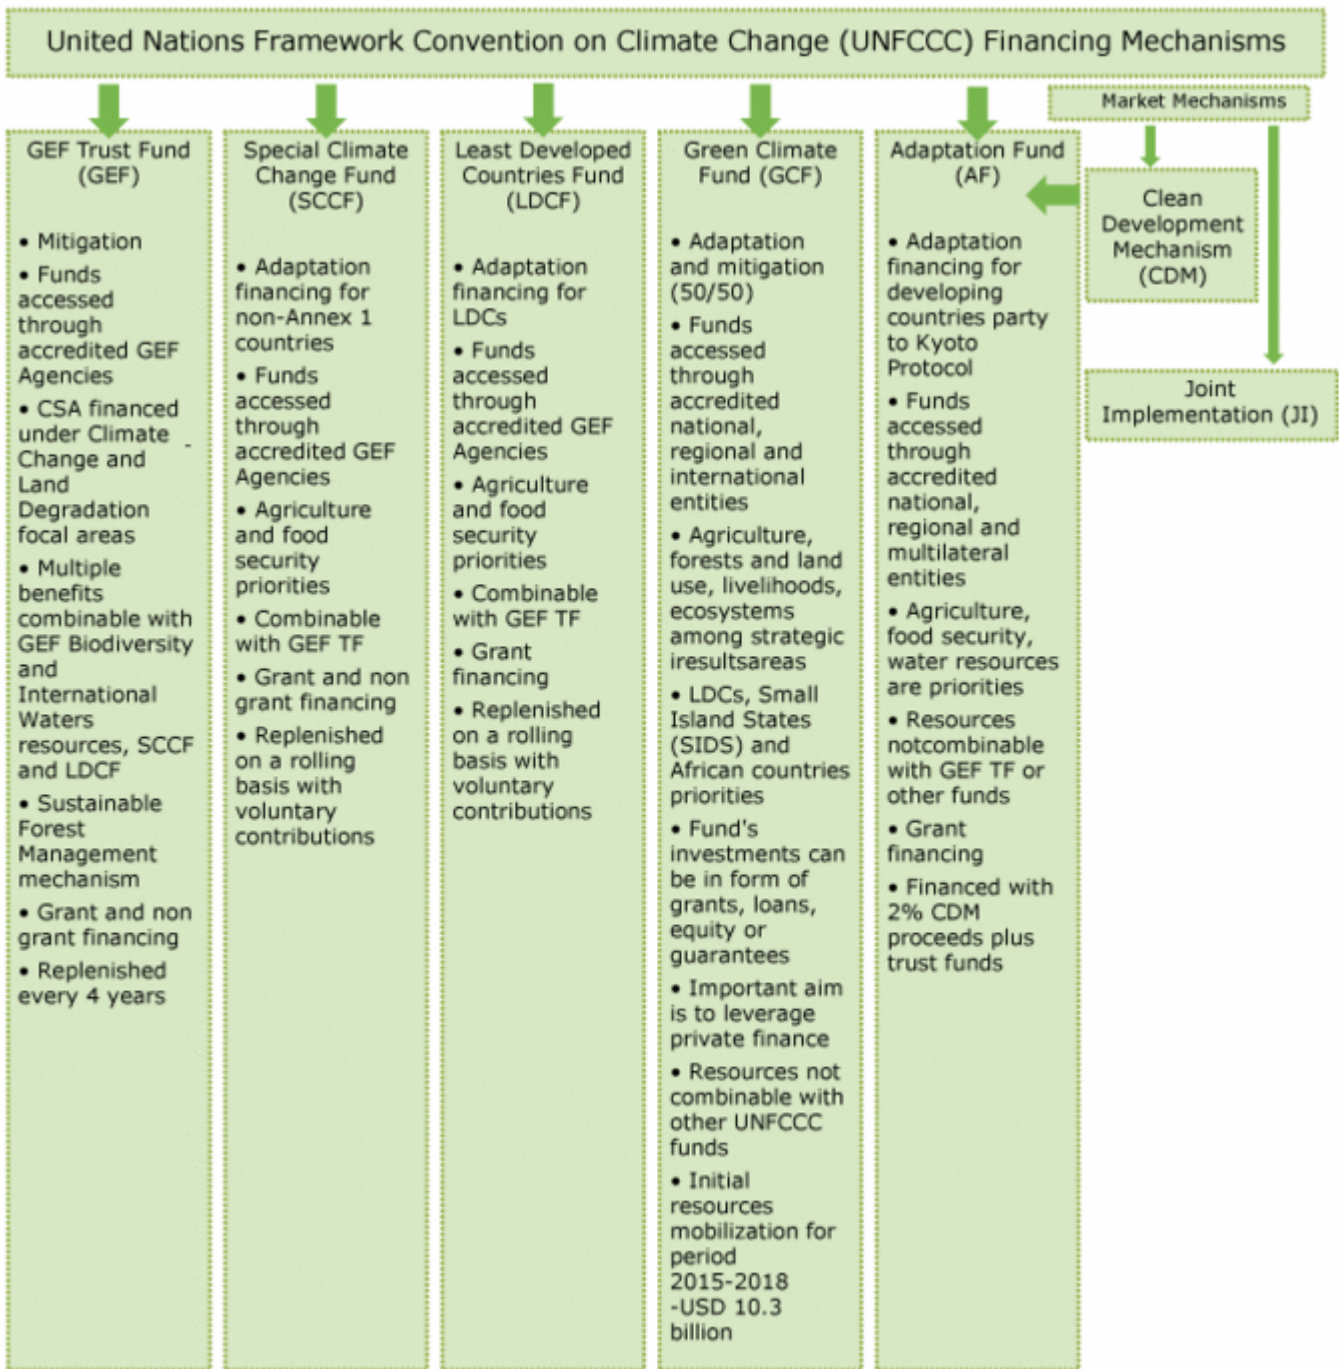 United Nations Framework Convention on Climate Change (UNFCCC) Financing Mechanisms
GEF Trust Fund
(GEF)
• Mitigation
• Funds
accessed
through
accredited GEF
Agencies
• CSA financed
under Climate
Change and
Land
Degradation
focal areas
• Multiple
benefits
combinable with
GEF Biodiversity
and
International
Waters
resources, SCCF
and LDCF
• Sustainable
Forest
Management
mechanism
• Grant and non
grant financing
• Replenished
every 4 years
Special Climate
Change Fund
(SCCF)
• Adaptation
financing for
non-Annex 1
countries
• Funds
accessed
through
accredited GEF
Agencies
• Agriculture
and food
security
priorities
• Combinable
with GEF TF
• Grant and non
grant financing
• Replenished
on a rolling
basis with
voluntary
contributions
Least Developed
Countries Fund
(LDCF)
• Adaptation
financing for
LDCs
• Funds
accessed
through
accredited GEF
Agencies
• Agriculture
and food
security
priorities
• Combinable
with GEF TF
• Grant
financing
• Replenished
on a rolling
basis with
voluntary
contributions
Green Climate
Fund (GCF)
• Adaptation
and mitigation
(50/50)
• Funds
accessed
through
accredited
national,
regional and
international
entities
• Agriculture,
forests and land
use, livelihoods,
ecosystems
among strategic
iresultsareas
• LDCs, Small
Island States
(SIDS) and
African countries
priorities
• Fund's
investments can
be in form of
grants, loans,
equity or
guarantees
• Important aim
is to leverage
private finance
• Resources not
combinable with
other UNFCCC
funds
• Initial
resources
mobilization for
period
2015-2018
-USD 10.3
billion
Adaptation Fund
(AF)
• Adaptation
financing for
developing
countries party
to Kyoto
Protocol
• Funds
accessed
through
accredited
national,
regional and
multilateral
entities
• Agriculture,
food security,
water resources
are priorities
• Resources
notcombinable
with GEF TF or
other funds
• Grant
financing
• Financed with
2% CDM
proceeds plus
trust funds
Market Mechanisms
Clean
Development
Mechanism
(CDM)
Joint
Implementation (JI)